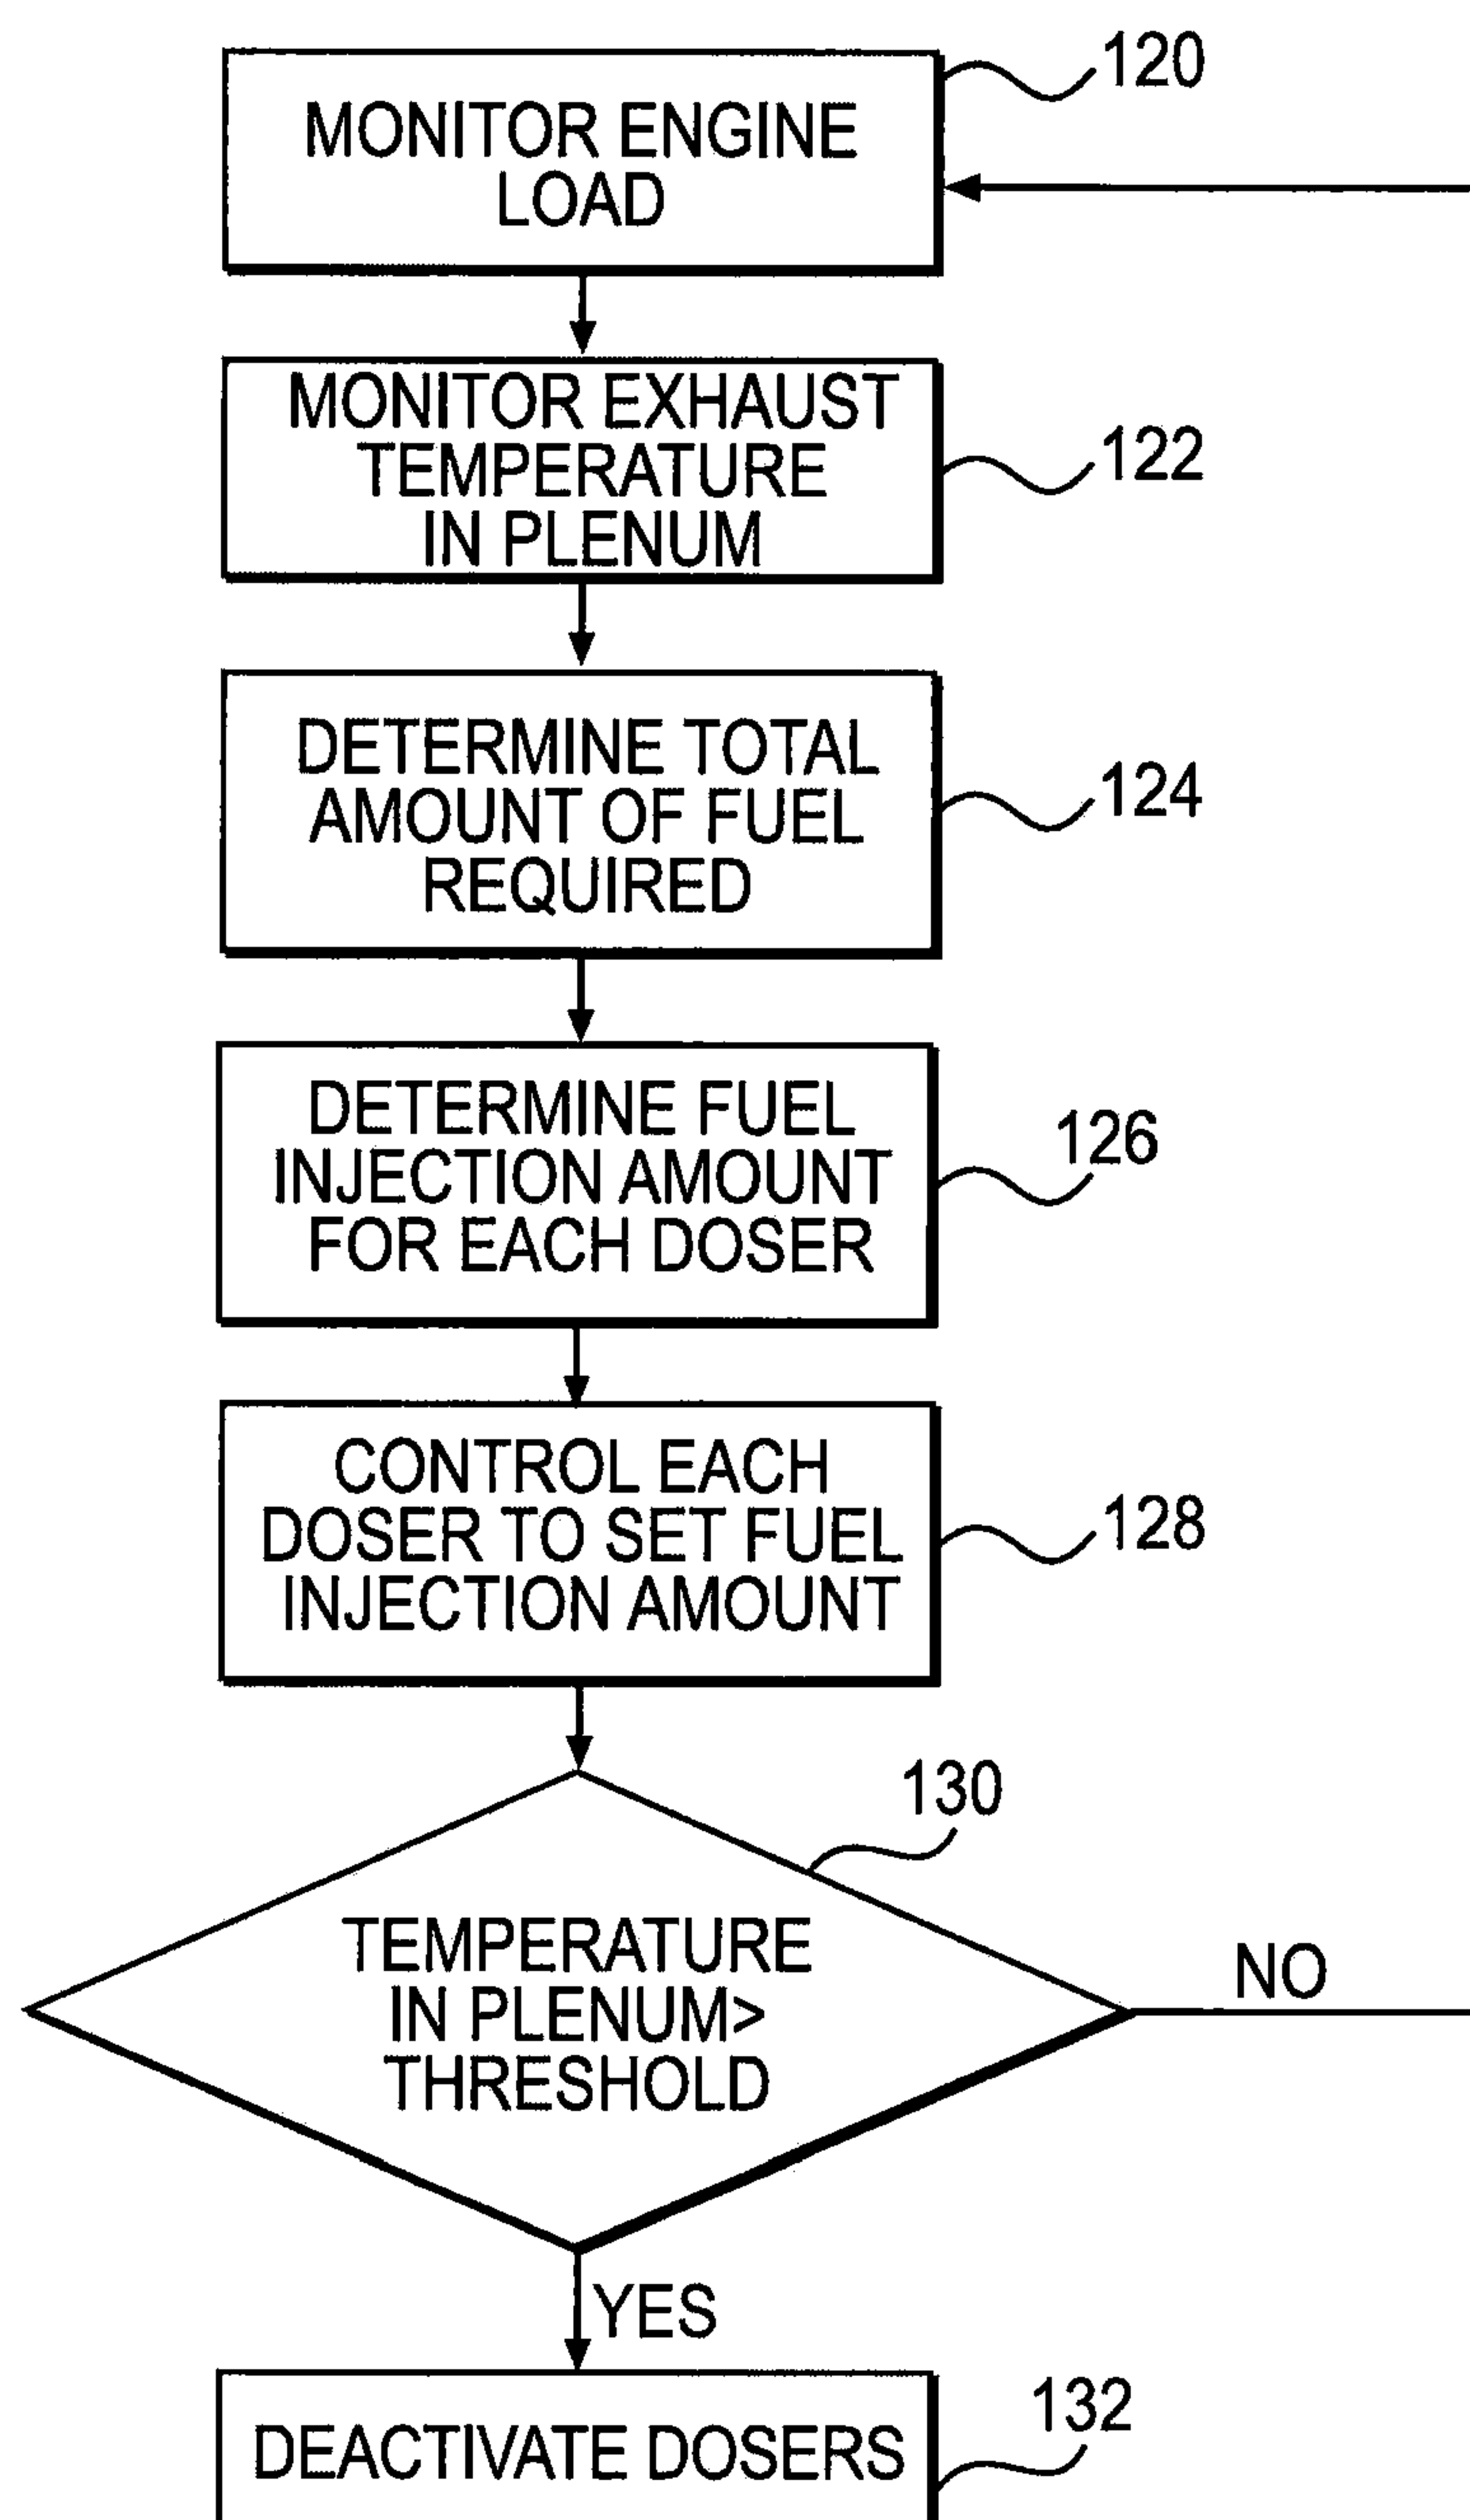 120
MONITOR ENGINE
LOAD
MONITOR EXHAUST
TEMPERATURE
IN PLENUM
122
DETERMINE TOTAL
AMOUNT OF FUEL
REQUIRED
124
DETERMINE FUEL
INJECTION AMOUNT
FOR EACH DOSER
126
CONTROL EACH
DOSER TO SET FUEL
INJECTION AMOUNT
128
130
TEMPERATURE
IN PLENUM>
THRESHOLD
NO
YES
132
DEACTIVATE DOSERS